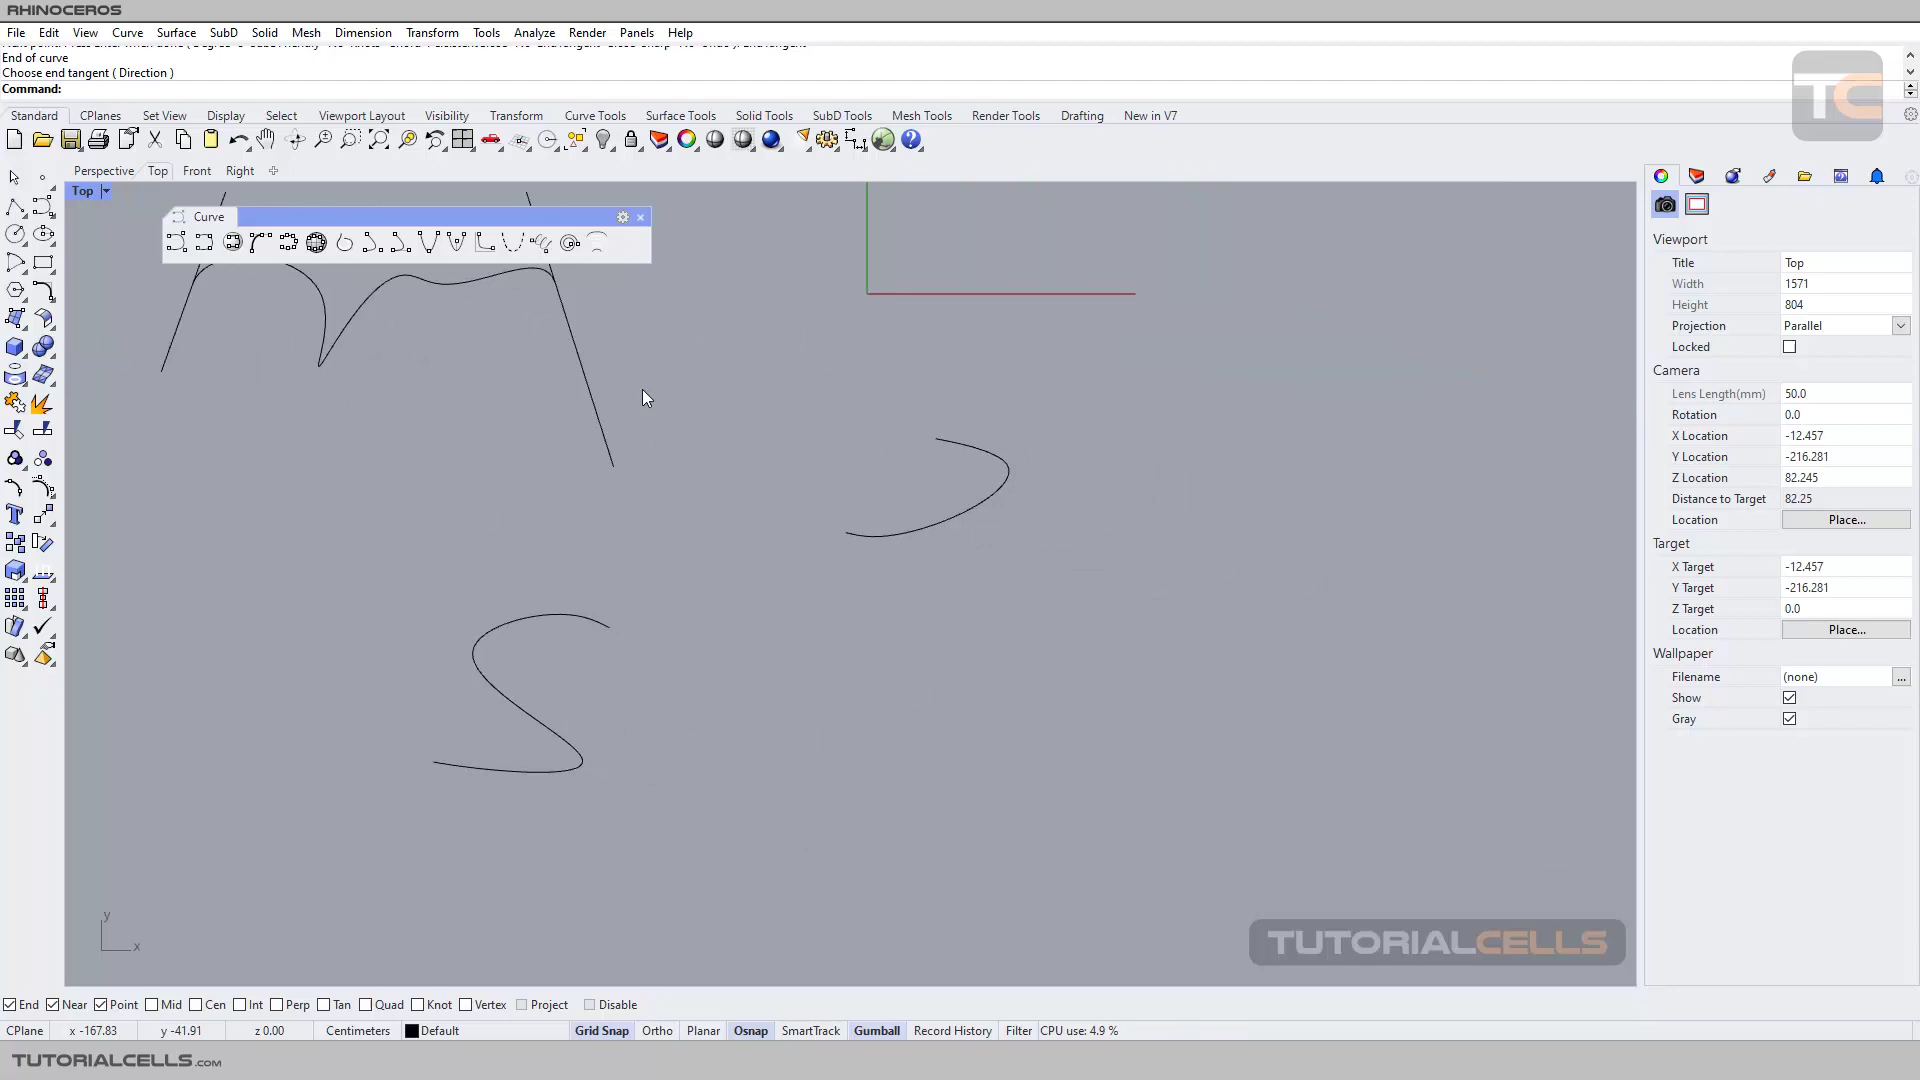 RHINOCEROS
File Edit View Curve Surface SubD Solid Mesh Dimension Transform Tools Analyze Render Panels Help
End of curve
Choose end tangent ( Direction )
Command:
TC
Standard CPlanes Set View Display Select Viewport Layout Visibility Transform Curve Tools Surface Tools Solid Tools SubD Tools Mesh Tools Render Tools Drafting New in V7
Perspective Top Front Right
Top
Curve
Viewport
Title Top
Width 1571
Height 804
Projection Parallel
Locked
Camera
Lens Length(mm) 50.0
Rotation 0.0
X Location -12.457
Y Location -216.281
Z Location 82.245
Distance to Target 82.25
Location Place...
Target
X Target -12.457
Y Target -216.281
Z Target 0.0
Location Place...
Wallpaper
Filename (none) ...
Show
Gray
y
x
TUTORIALCELLS
End Near Point Mid Cen Int Perp Tan Quad Knot Vertex Project Disable
CPlane x -167.83 y -41.91 z 0.00 Centimeters Default Grid Snap Ortho Planar Osnap SmartTrack Gumball Record History Filter CPU use: 4.9 %
TUTORIALCELLS.COM